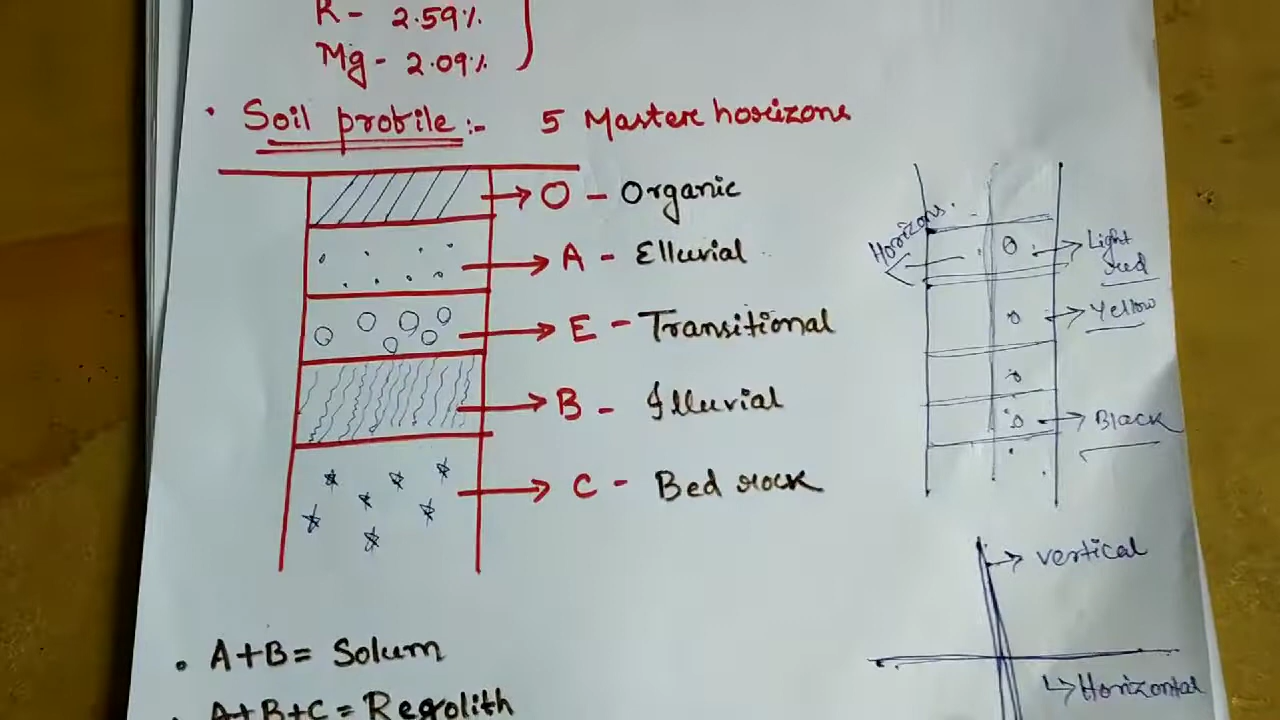 K- 2.59%
Mg- 2.09%
• Soil profile:- 5 Master horizons
O - Organic
A - Elluvial
E - Transitional
B - Illuvial
C - Bed rock
• A+B= Solum
• A+B+C = Regolith
Horizons.
Light
red
Yellow
Black
vertical
Horizontal